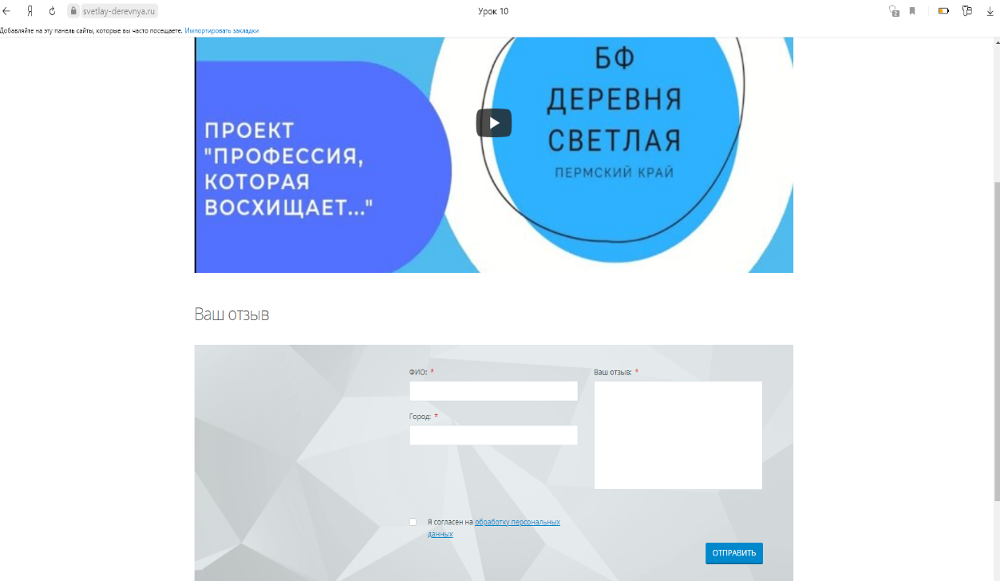 svetlay-derevnya.ru
Урок 10
2
Добавляйте на эту панель сайты, которые вы часто посещаете. Импортировать закладки
ПРОЕКТ
"ПРОФЕССИЯ,
КОТОРАЯ
ВОСХИЩАЕТ..."
БФ
ДЕРЕВНЯ
СВЕТЛАЯ
ПЕРМСКИЙ КРАЙ
Ваш отзыв
ФИО: *
Город: *
Ваш отзыв: *
Я согласен на обработку персональных
данных
ОТПРАВИТЬ